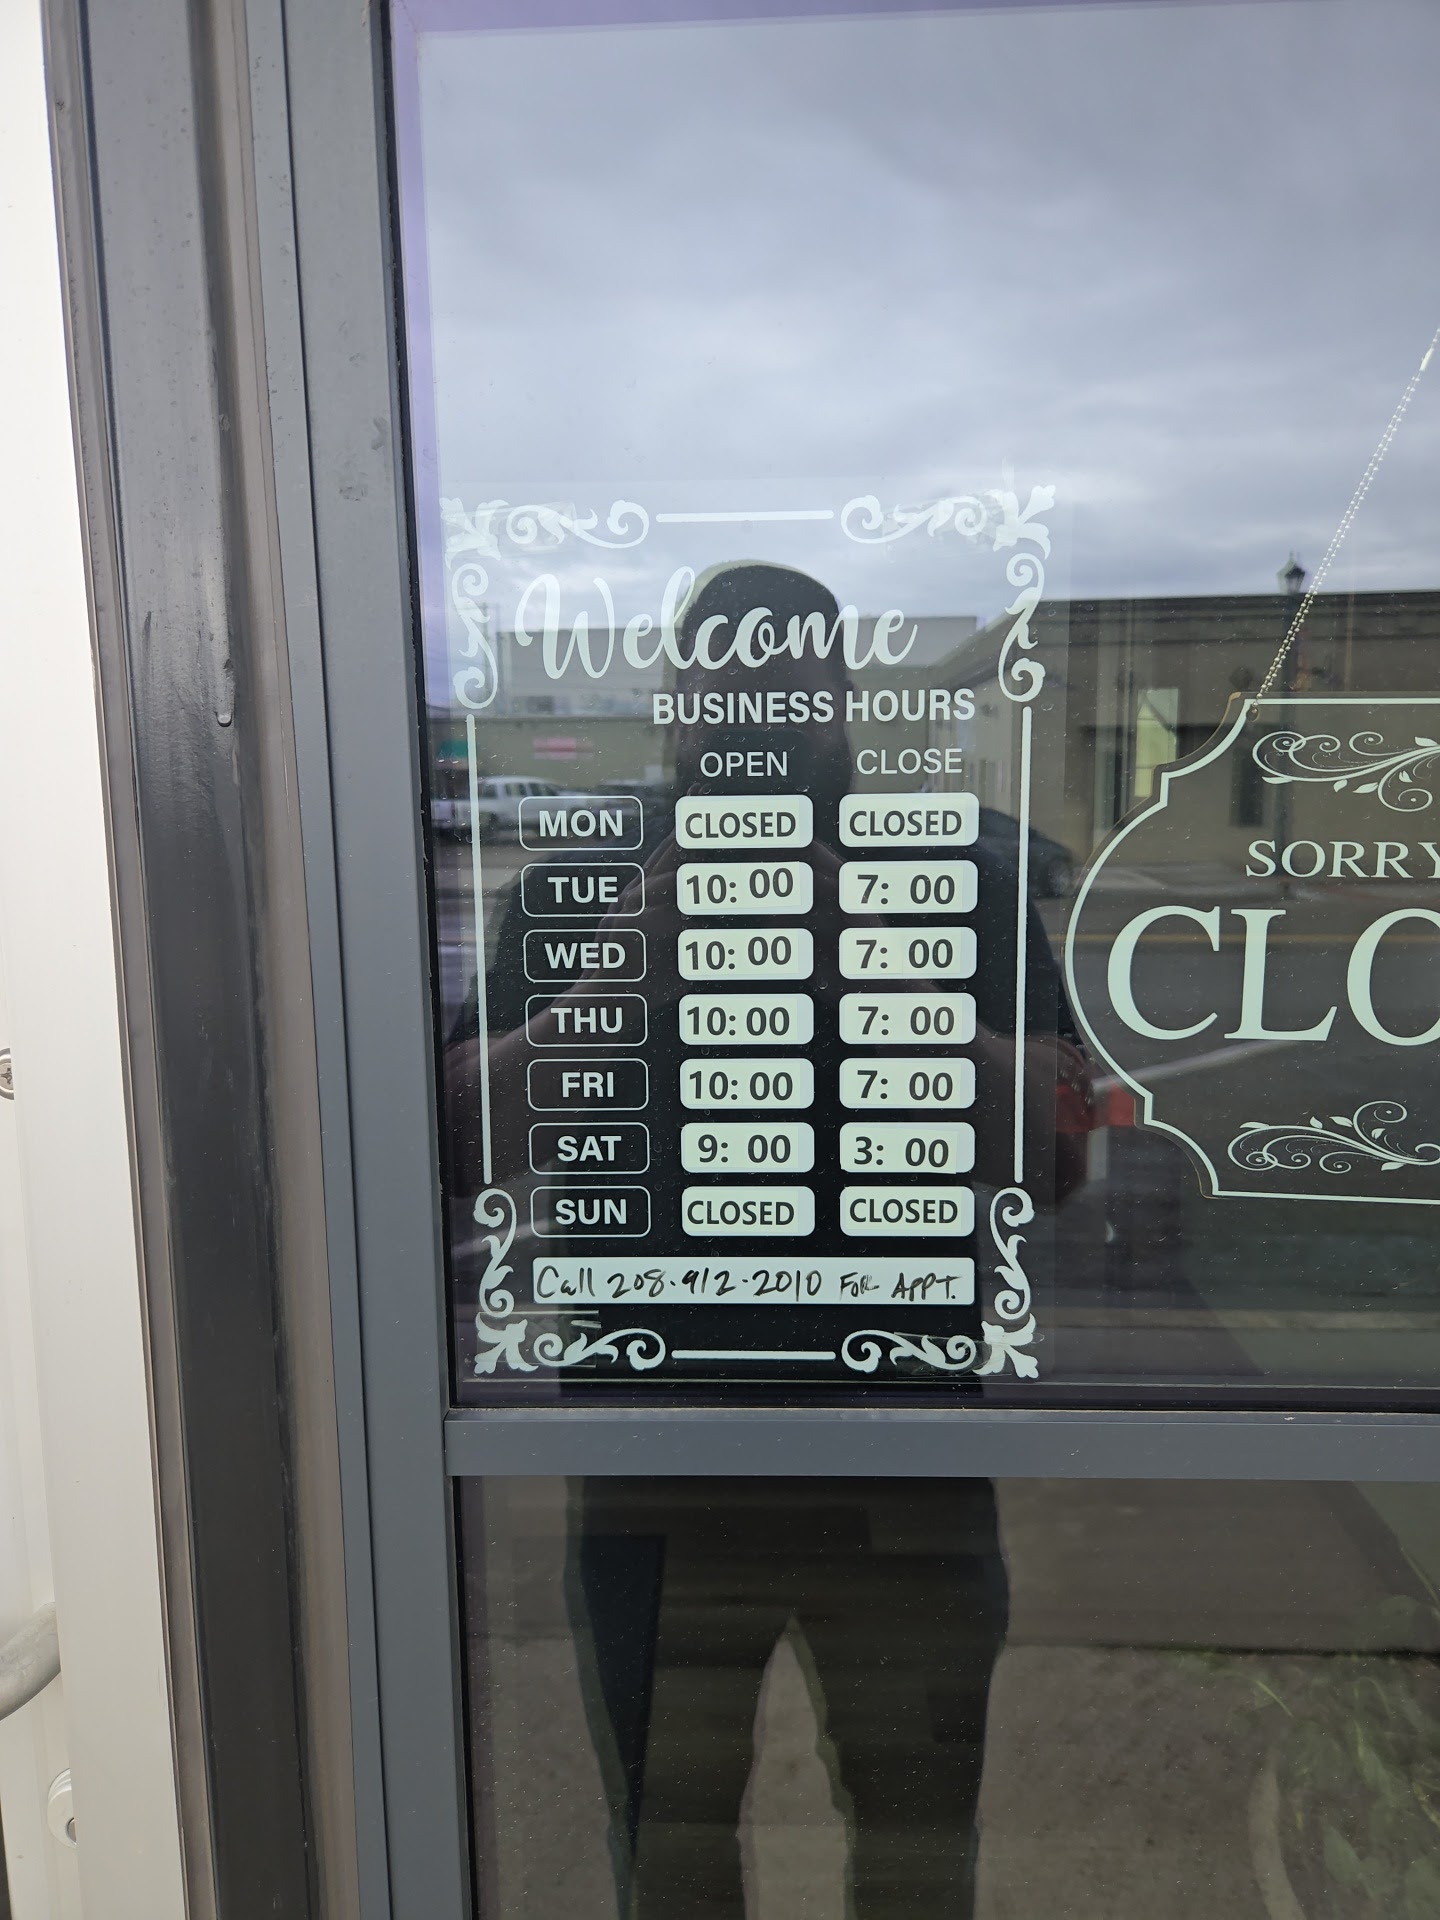 Welcome
BUSINESS HOURS
OPEN CLOSE
MON CLOSED CLOSED
TUE 10:00 7:00
WED 10:00 7:00
THU 10:00 7:00
FRI 10:00 7:00
SAT 9:00 3:00
SUN CLOSED CLOSED
Call 208-912-2010 For APPT.
SORRY
CLO